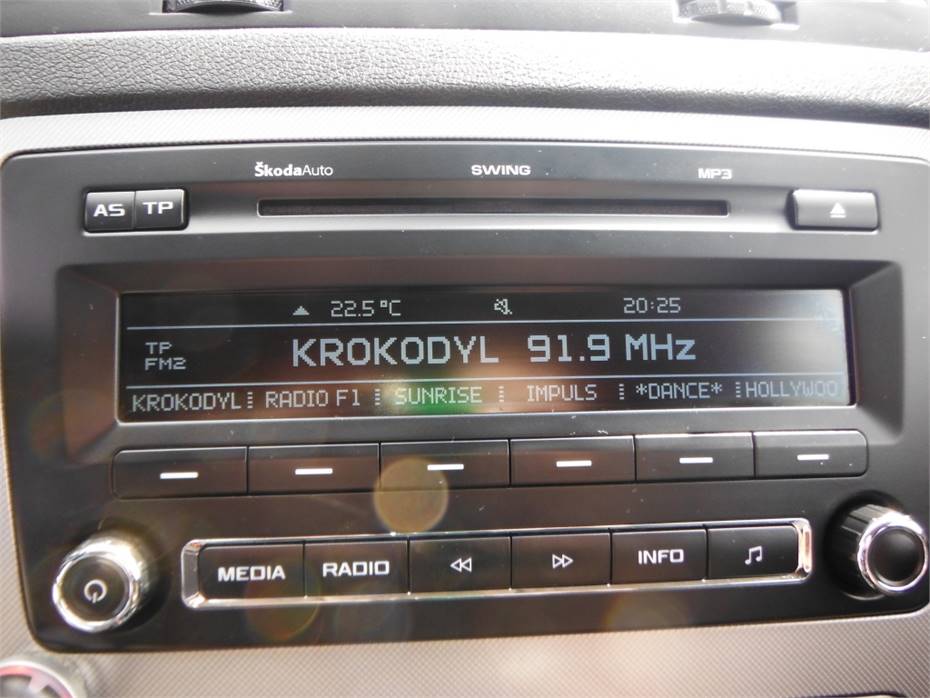 ŠkodaAuto SWING MP3
AS TP
22.5°C 20:25
TP
FM2
KROKODYL 91.9 MHz
KROKODYL RADIO F1 SUNRISE IMPULS *DANCE* HOLLYWOO
MEDIA RADIO INFO